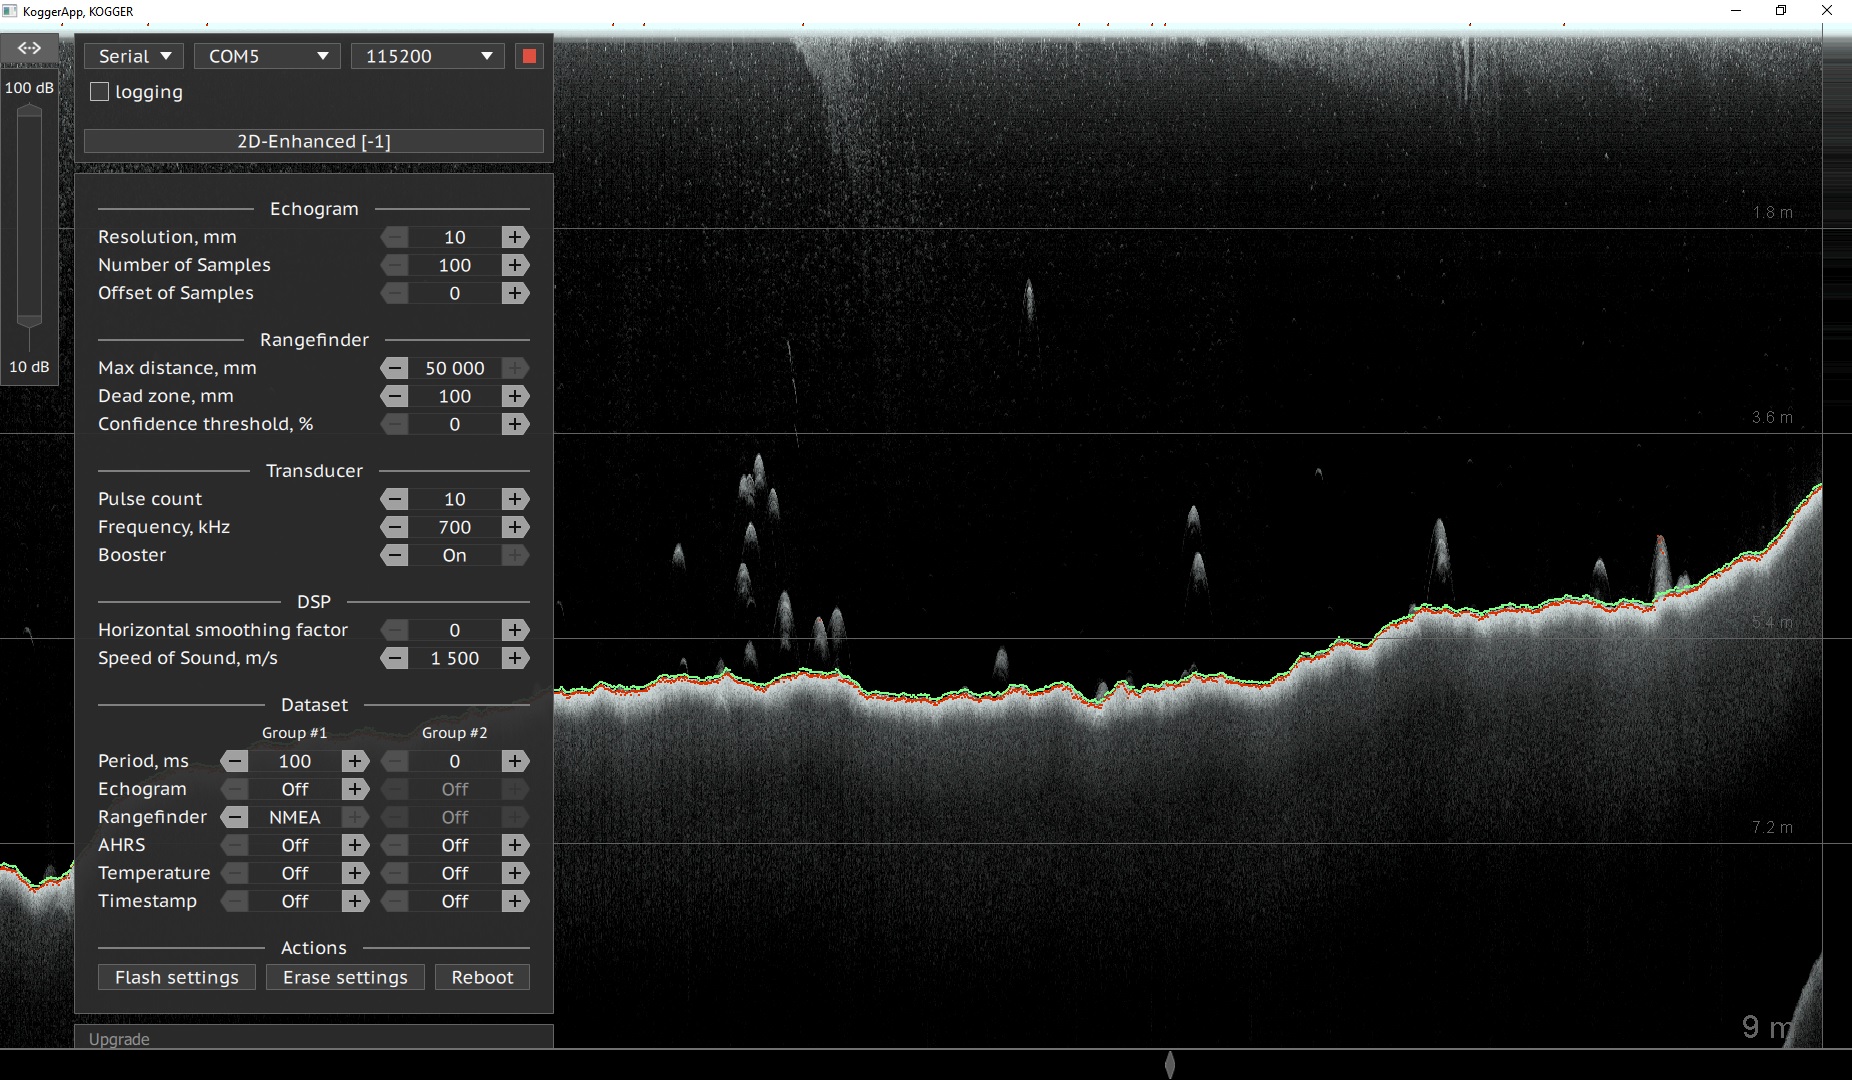 KoggerApp, KOGGER
Serial COM5 115200
100 dB
logging
2D-Enhanced [-1]
Echogram
Resolution, mm 10
Number of Samples 100
Offset of Samples 0
Rangefinder
10 dB
Max distance, mm 50 000
Dead zone, mm 100
Confidence threshold, % 0
Transducer
Pulse count 10
Frequency, kHz 700
Booster On
DSP
Horizontal smoothing factor 0
Speed of Sound, m/s 1 500
Dataset
Group #1 Group #2
Period, ms 100 0
Echogram Off Off
Rangefinder NMEA Off
AHRS Off Off
Temperature Off Off
Timestamp Off Off
Actions
Flash settings Erase settings Reboot
Upgrade
1.8 m
3.6 m
5.4 m
7.2 m
9 m